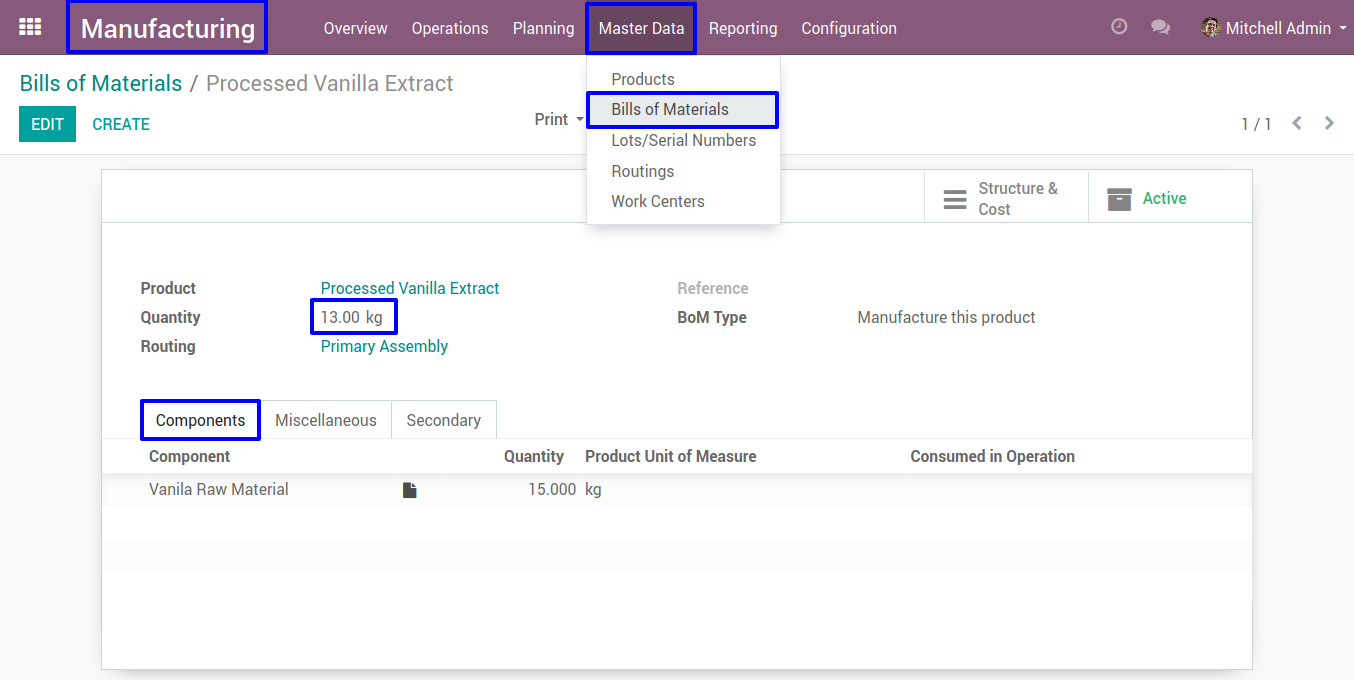 Manufacturing Overview Operations Planning Master Data Reporting Configuration Mitchell Admin
Products
Bills of Materials / Processed Vanilla Extract
Bills of Materials
EDIT CREATE Print 1 / 1
Lots/Serial Numbers
Routings
Work Centers
Structure &
Cost
Active
Product Processed Vanilla Extract Reference
Quantity 13.00 kg BoM Type Manufacture this product
Routing Primary Assembly
Components Miscellaneous Secondary
Component Quantity Product Unit of Measure Consumed in Operation
Vanila Raw Material 15.000 kg